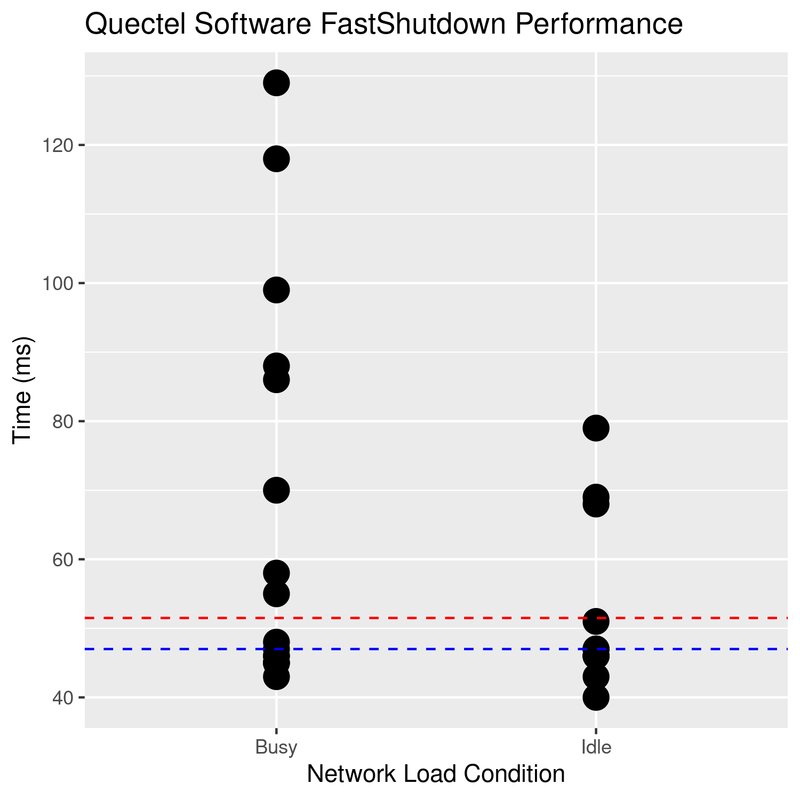 Quectel Software FastShutdown Performance
120
100
80
60
40
Time (ms)
Busy
Idle
Network Load Condition